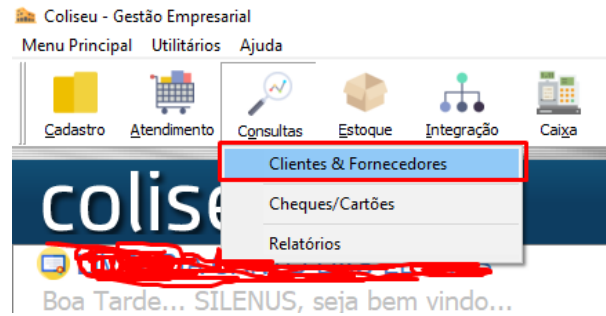 Coliseu - Gestão Empresarial
Menu Principal Utilitários Ajuda
Cadastro Atendimento Consultas Estoque Integração Caixa
Clientes & Fornecedores
Cheques/Cartões
Relatórios
Boa Tarde... SILENUS, seja bem vindo...